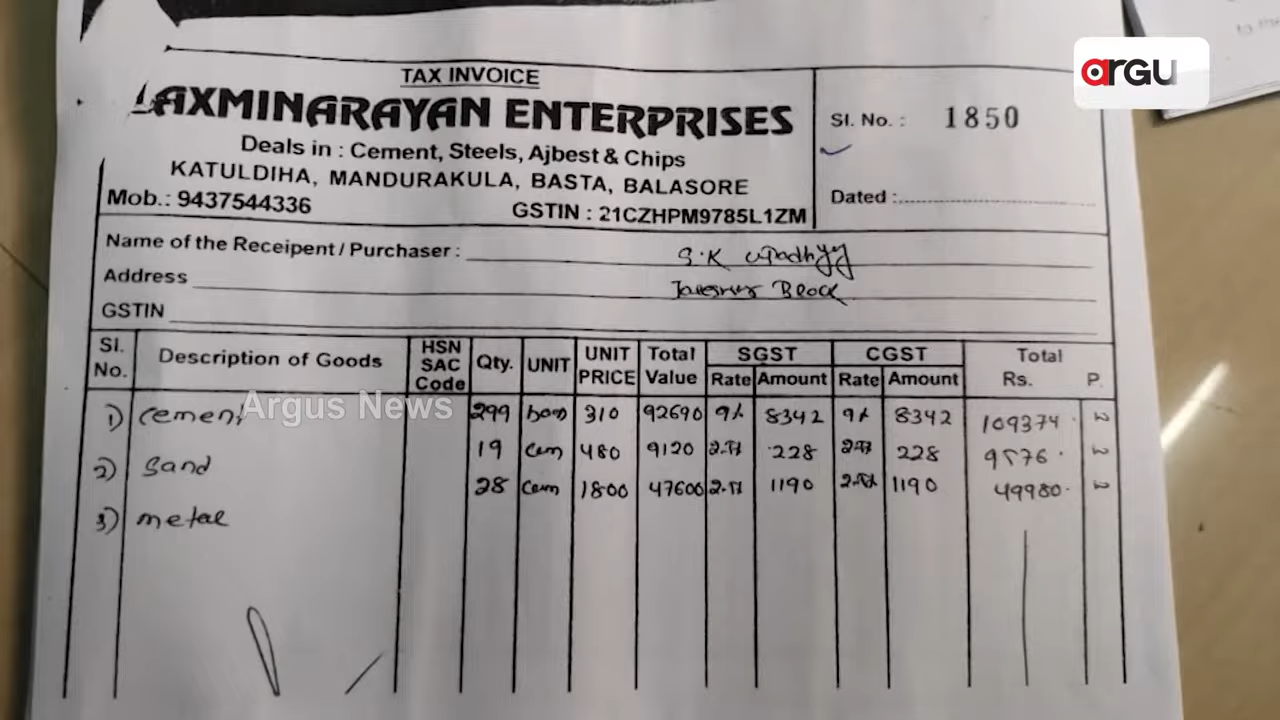 arGU
TAX INVOICE
LAXMINARAYAN ENTERPRISES
Deals in : Cement, Steels, Ajbest & Chips
KATULDIHA, MANDURAKULA, BASTA, BALASORE
Mob.: 9437544336 GSTIN : 21CZHPM9785L1ZM
Sl. No. : 1850
Dated :
Name of the Receipent / Purchaser : S.K
Address Block
GSTIN
Sl. No. Description of Goods HSN SAC Code Qty. UNIT UNIT PRICE Total Value SGST Rate Amount CGST Rate Amount Total Rs. P.
1) Cement 299 310 92690 9% 8342 9% 8342 109374
2) Sand 19 Cum 480 9120 228 228 9576
3) metal 28 Cum 1800 47600 1190 1190 49980
Argus News